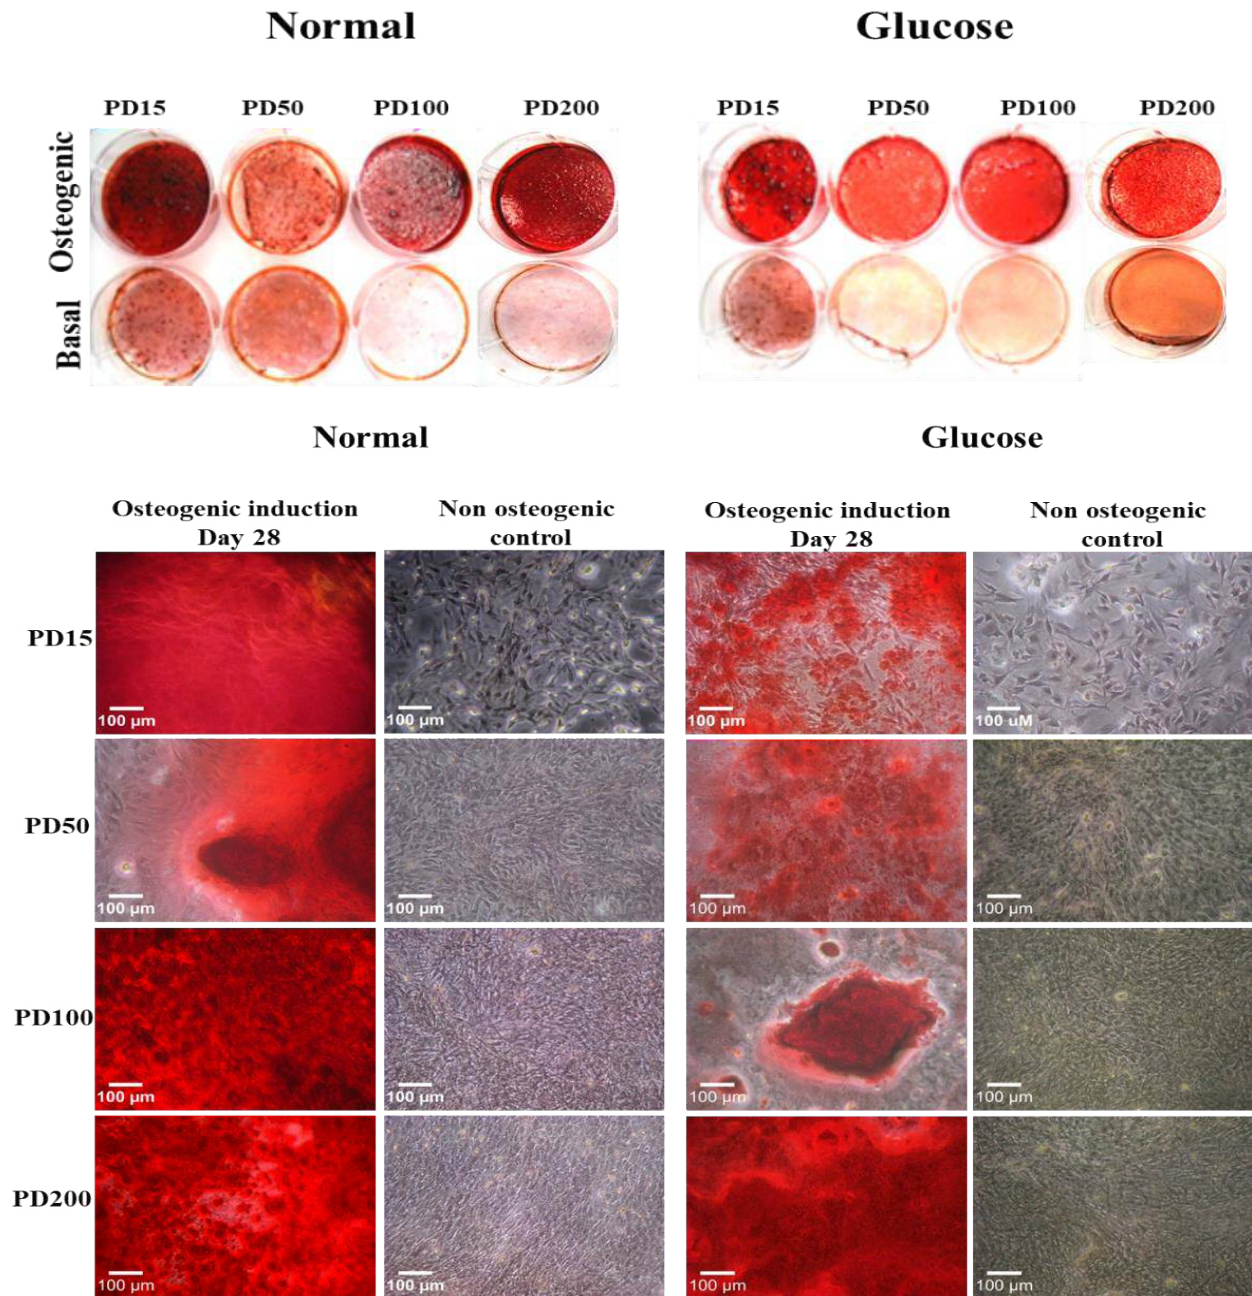 Normal
Glucose
PD15 PD50 PD100 PD200
PD15 PD50 PD100 PD200
Osteogenic
Basal
Normal
Glucose
Osteogenic induction
Day 28
Non osteogenic
control
Osteogenic induction
Day 28
Non osteogenic
control
PD15
100 µm
100 µm
100 µm
100 uM
PD50
100 µm
100 µm
100 µm
100 µm
PD100
100 µm
100 µm
100 µm
100 µm
PD200
100 µm
100 µm
100 µm
100 µm